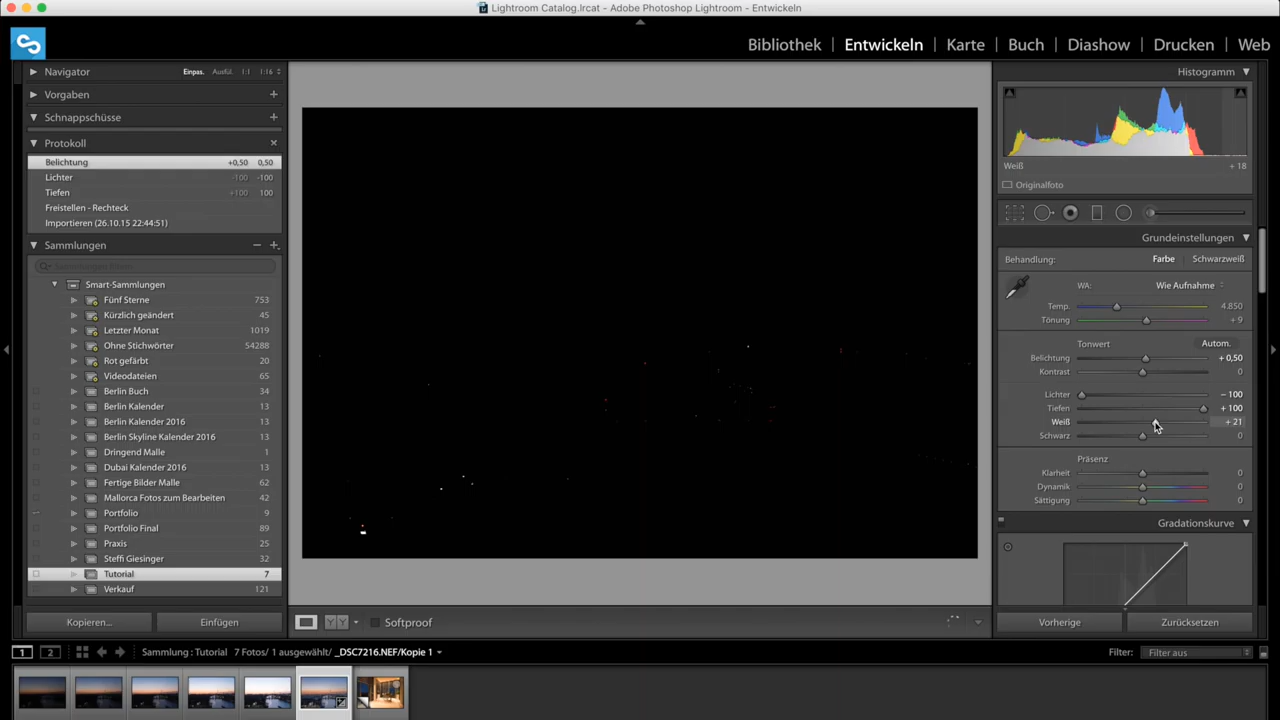 Lightroom Catalog.lrcat - Adobe Photoshop Lightroom - Entwickeln
Bibliothek Entwickeln Karte Buch Diashow Drucken Web
Navigator Einpas. Ausfül. 1:1 1:16
Vorgaben
Schnappschüsse
Protokoll
Belichtung +0,50 0,50
Lichter -100 -100
Tiefen +100 100
Freistellen - Rechteck
Importieren (26.10.15 22:44:51)
Sammlungen
Smart-Sammlungen
Fünf Sterne 753
Kürzlich geändert 45
Letzter Monat 1019
Ohne Stichwörter 54288
Rot gefärbt 20
Videodateien 65
Berlin Buch 34
Berlin Kalender 13
Berlin Kalender 2016 13
Berlin Skyline Kalender 2016 13
Dringend Malle 2
Dubai Kalender 2016 13
Fertige Bilder Malle 62
Mallorca Fotos zum Bearbeiten 42
Portfolio 9
Portfolio Final 89
Praxis 25
Steffi Giesinger 32
Tutorial 7
Verkauf 121
Kopieren... Einfügen
Softproof
Histogramm
Weiß + 18
Originalfoto
Grundeinstellungen
Behandlung: Farbe Schwarzweiß
WA: Wie Aufnahme
Temp. 4.850
Tönung + 9
Tonwert Autom.
Belichtung + 0,50
Kontrast 0
Lichter − 100
Tiefen + 100
Weiß + 21
Schwarz 0
Präsenz
Klarheit 0
Dynamik 0
Sättigung 0
Gradationskurve
Vorherige Zurücksetzen
1 2 Sammlung : Tutorial 7 Fotos/ 1 ausgewählt/ _DSC7216.NEF/Kopie 1 Filter: Filter aus